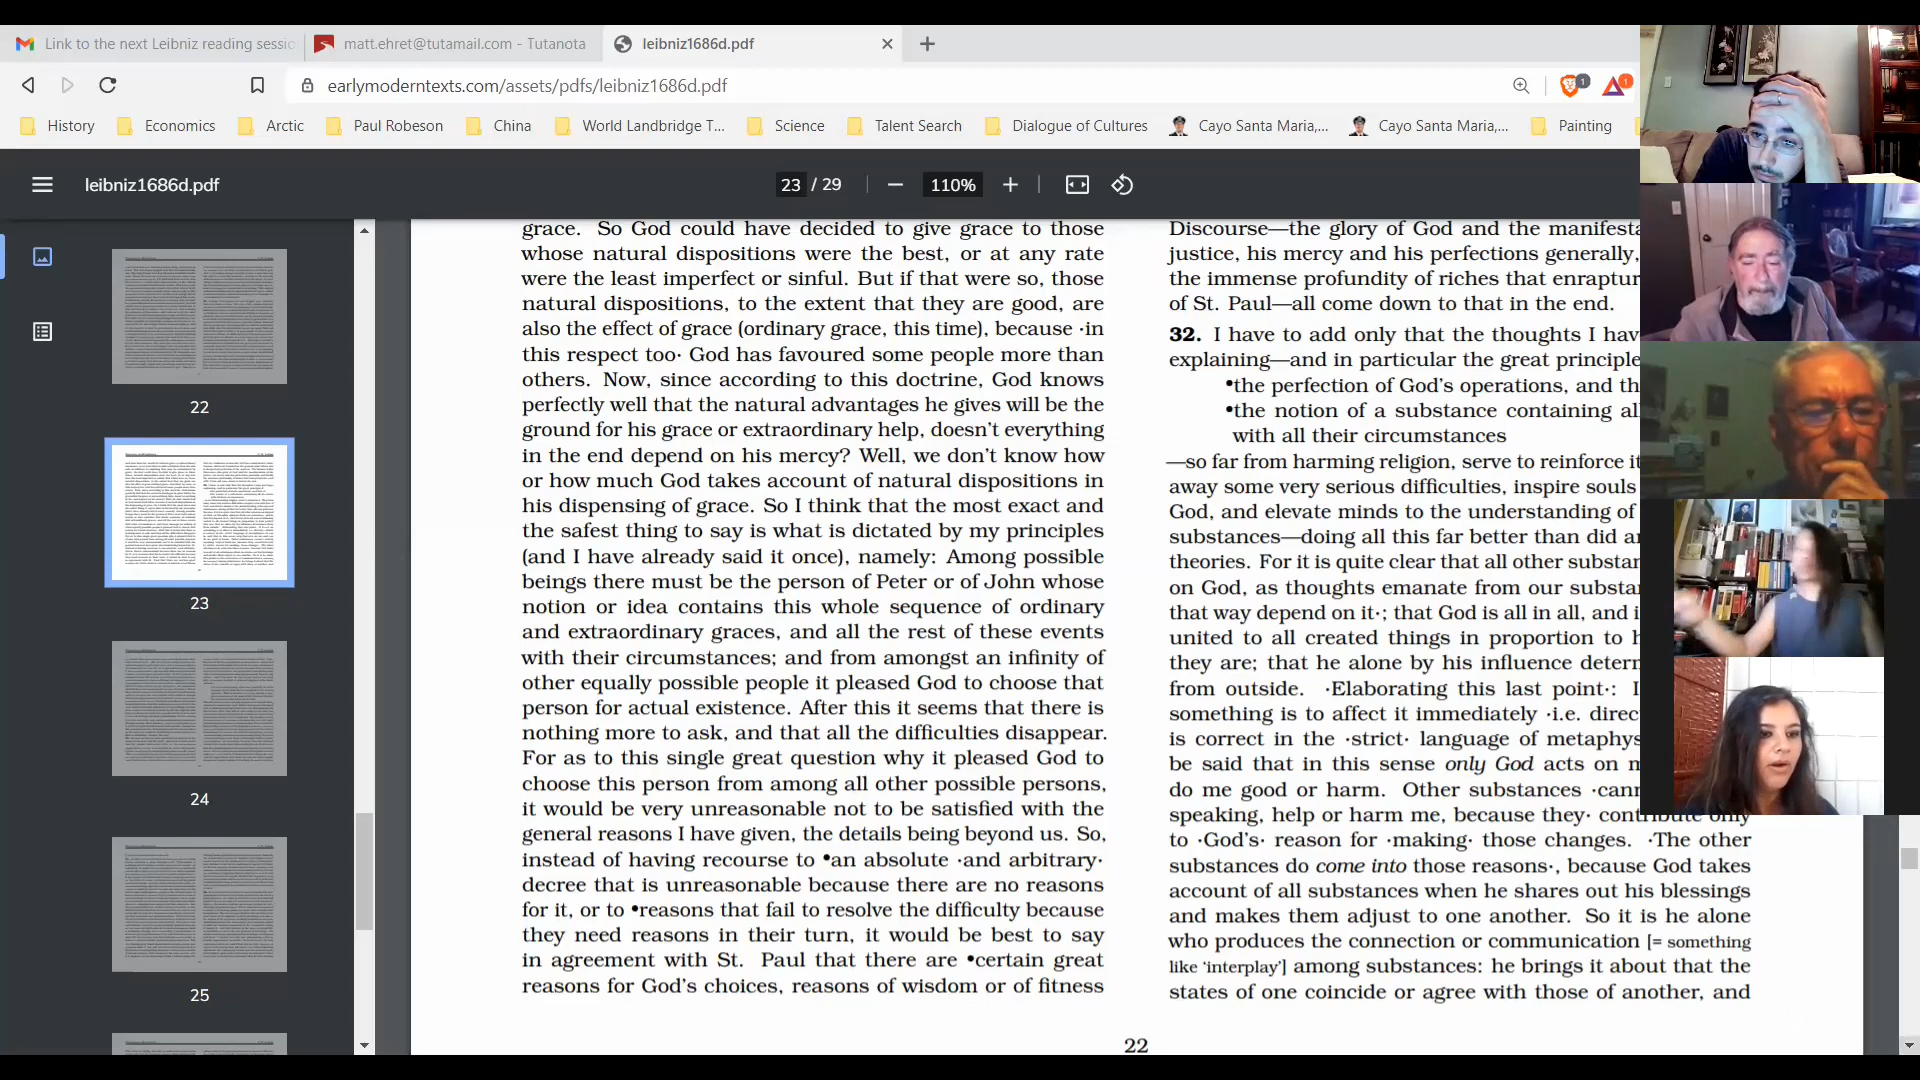 Link to the next Leibniz reading sessio
matt.ehret@tutamail.com - Tutanota
leibniz1686d.pdf
earlymoderntexts.com/assets/pdfs/leibniz1686d.pdf
1
1
History
Economics
Arctic
Paul Robeson
China
World Landbridge T...
Science
Talent Search
Dialogue of Cultures
Cayo Santa Maria,...
Cayo Santa Maria,...
Painting
leibniz1686d.pdf
23 / 29
110%
22
23
24
25
grace. So God could have decided to give grace to those
whose natural dispositions were the best, or at any rate
were the least imperfect or sinful. But if that were so, those
natural dispositions, to the extent that they are good, are
also the effect of grace (ordinary grace, this time), because ·in
this respect too· God has favoured some people more than
others. Now, since according to this doctrine, God knows
perfectly well that the natural advantages he gives will be the
ground for his grace or extraordinary help, doesn't everything
in the end depend on his mercy? Well, we don't know how
or how much God takes account of natural dispositions in
his dispensing of grace. So I think that the most exact and
the safest thing to say is what is dictated by my principles
(and I have already said it once), namely: Among possible
beings there must be the person of Peter or of John whose
notion or idea contains this whole sequence of ordinary
and extraordinary graces, and all the rest of these events
with their circumstances; and from amongst an infinity of
other equally possible people it pleased God to choose that
person for actual existence. After this it seems that there is
nothing more to ask, and that all the difficulties disappear.
For as to this single great question why it pleased God to
choose this person from among all other possible persons,
it would be very unreasonable not to be satisfied with the
general reasons I have given, the details being beyond us. So,
instead of having recourse to •an absolute ·and arbitrary·
decree that is unreasonable because there are no reasons
for it, or to •reasons that fail to resolve the difficulty because
they need reasons in their turn, it would be best to say
in agreement with St. Paul that there are •certain great
reasons for God's choices, reasons of wisdom or of fitness
Discourse—the glory of God and the manifesta
justice, his mercy and his perfections generally,
the immense profundity of riches that enraptur
of St. Paul—all come down to that in the end.
32. I have to add only that the thoughts I hav
explaining—and in particular the great principle
•the perfection of God's operations, and th
•the notion of a substance containing al
with all their circumstances
—so far from harming religion, serve to reinforce it
away some very serious difficulties, inspire souls
God, and elevate minds to the understanding of
substances—doing all this far better than did a
theories. For it is quite clear that all other substan
on God, as thoughts emanate from our substa
that way depend on it·; that God is all in all, and i
united to all created things in proportion to h
they are; that he alone by his influence determ
from outside. ·Elaborating this last point·: I
something is to affect it immediately ·i.e. direc
is correct in the ·strict· language of metaphys
be said that in this sense only God acts on m
do me good or harm. Other substances ·cann
speaking, help or harm me, because they· contribute only
to ·God's· reason for ·making· those changes. ·The other
substances do come into those reasons·, because God takes
account of all substances when he shares out his blessings
and makes them adjust to one another. So it is he alone
who produces the connection or communication [= something
like 'interplay'] among substances: he brings it about that the
states of one coincide or agree with those of another, and
22